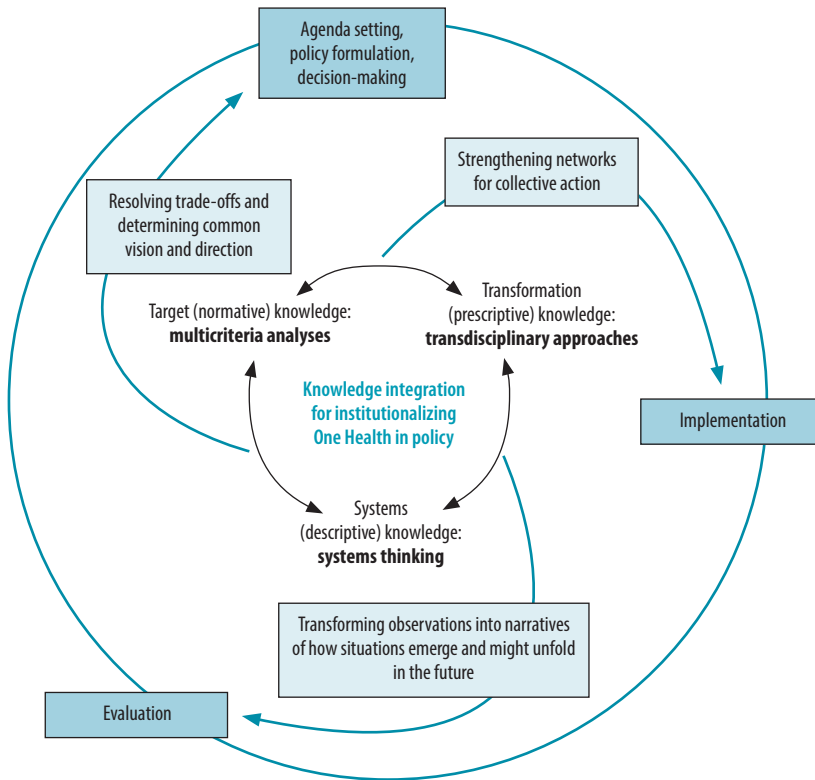 Agenda setting,
policy formulation,
decision-making
Strengthening networks
for collective action
Resolving trade-offs and
determining common
vision and direction
Target (normative) knowledge:
multicriteria analyses
Transformation
(prescriptive) knowledge:
transdisciplinary approaches
Knowledge integration
for institutionalizing
One Health in policy
Implementation
Systems
(descriptive) knowledge:
systems thinking
Transforming observations into narratives
of how situations emerge and might unfold
in the future
Evaluation